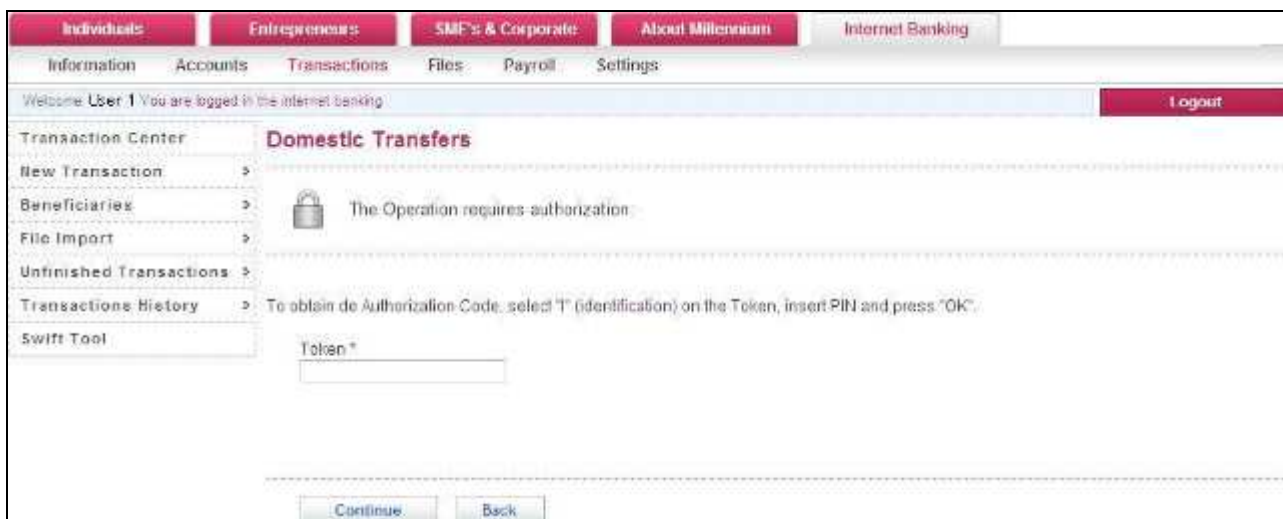 Individuals Entrepreneurs SME's & Corporate About Millennium Internet Banking
Information Accounts Transactions Files Payroll Settings
Welcome User 1 You are logged in the internet banking Logout
Transaction Center
Domestic Transfers
New Transaction
Beneficiaries
The Operation requires authorization.
File Import
Unfinished Transactions
Transactions History
To obtain de Authorization Code, select "I" (identification) on the Token, insert PIN and press "OK".
Swift Tool
Token *
Continue Back